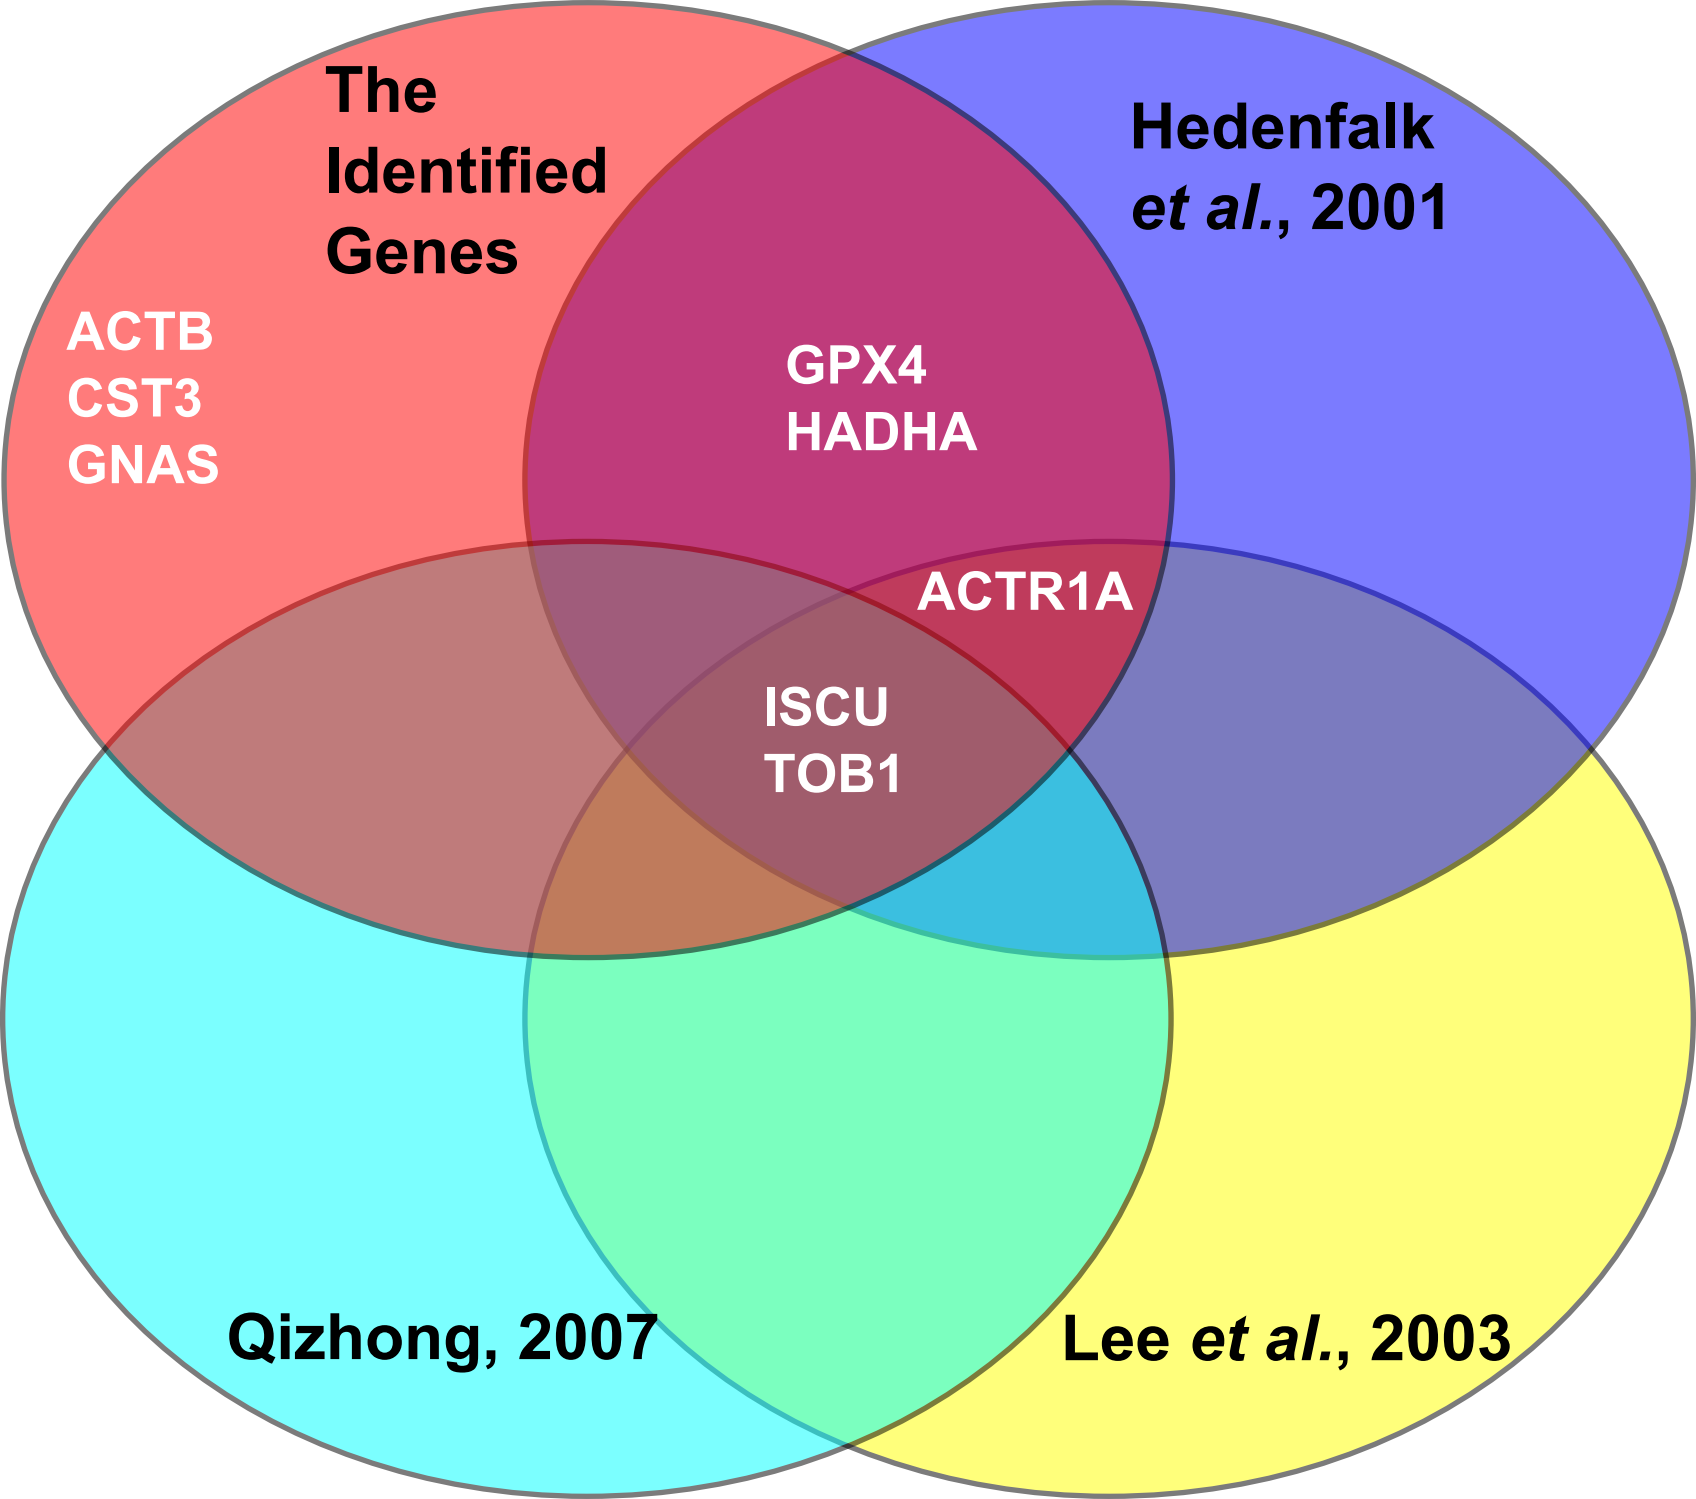 The
Identified
Genes
Hedenfalk
et al., 2001
ACTB
CST3
GNAS
GPX4
HADHA
ACTR1A
ISCU
TOB1
Qizhong, 2007
Lee et al., 2003